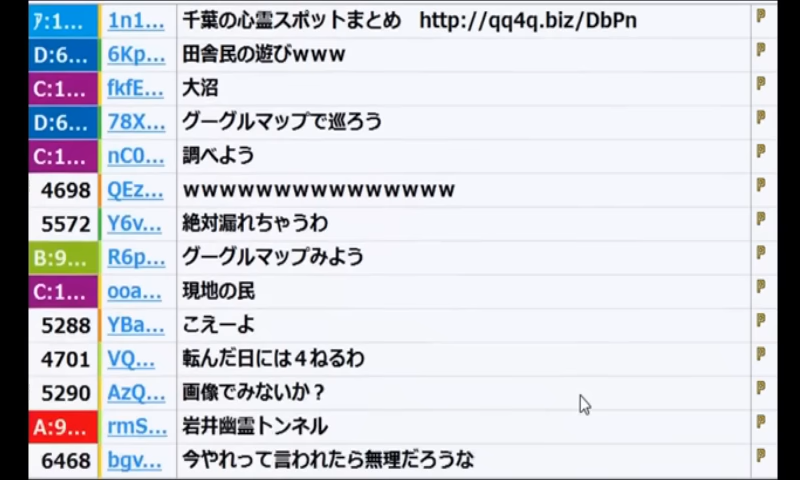 ｱ:1... 1n1... 千葉の心霊スポットまとめ　http://qq4q.biz/DbPn P
D:6... 6Kp... 田舎民の遊びｗｗｗ P
C:1... fkfE... 大沼 P
D:6... 78X... グーグルマップで巡ろう P
C:1... nC0... 調べよう P
4698 QEz... ｗｗｗｗｗｗｗｗｗｗｗｗｗｗｗ P
5572 Y6v... 絶対漏れちゃうわ P
B:9... R6p... グーグルマップみよう P
C:1... ooa... 現地の民 P
5288 YBa... こえーよ P
4701 VQ... 転んだ日には４ねるわ P
5290 AzQ... 画像でみないか？ P
A:9... rmS... 岩井幽霊トンネル P
6468 bgv... 今やれって言われたら無理だろうな P